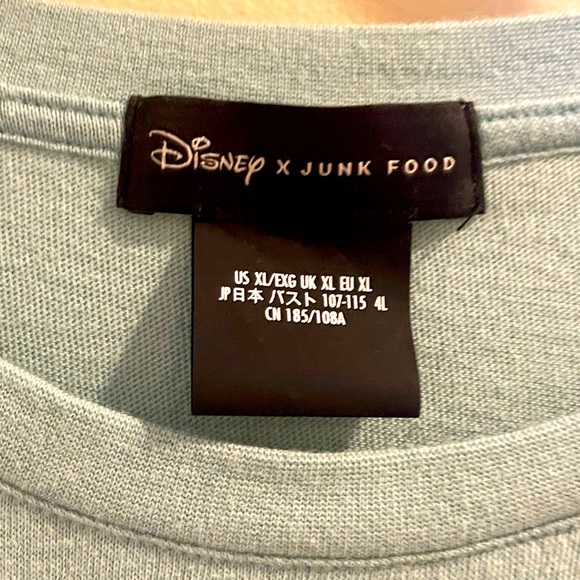 Disney X JUNK FOOD
US XL/EXG UK XL EU XL
JP日本 バスト 107-115 4L
CN 185/108A